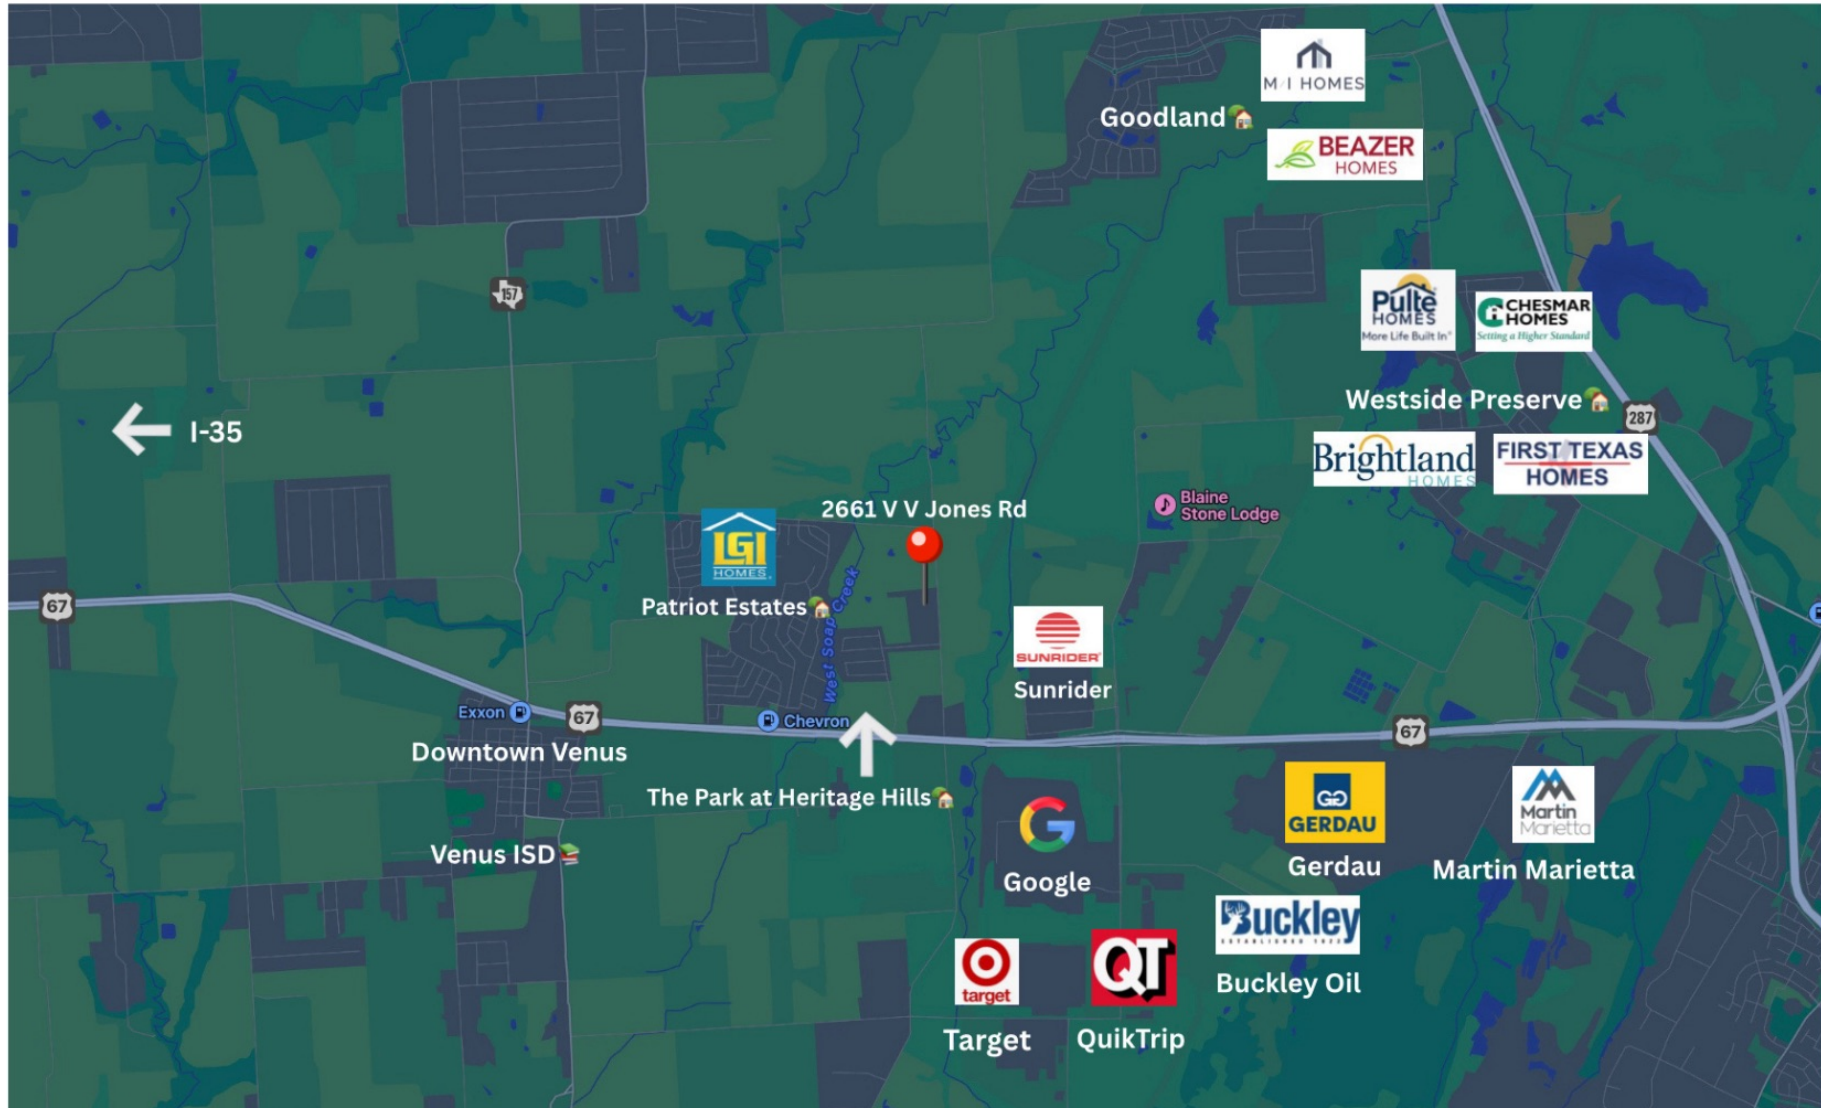 M/I HOMES
Goodland
BEAZER
HOMES
157
Pulte
HOMES
More Life Built In
CHESMAR
HOMES
Setting a Higher Standard
Westside Preserve
287
I-35
Brightland
HOMES
FIRST TEXAS
HOMES
Blaine
Stone Lodge
2661 V V Jones Rd
LGI
HOMES
Patriot Estates
West Soap Creek
67
SUNRIDER
Sunrider
Exxon
67
Chevron
67
Downtown Venus
The Park at Heritage Hills
GG
GERDAU
Gerdau
Martin
Marietta
Martin Marietta
Venus ISD
G
Google
Buckley
ESTABLISHED 1922
Buckley Oil
target
Target
QT
QuikTrip